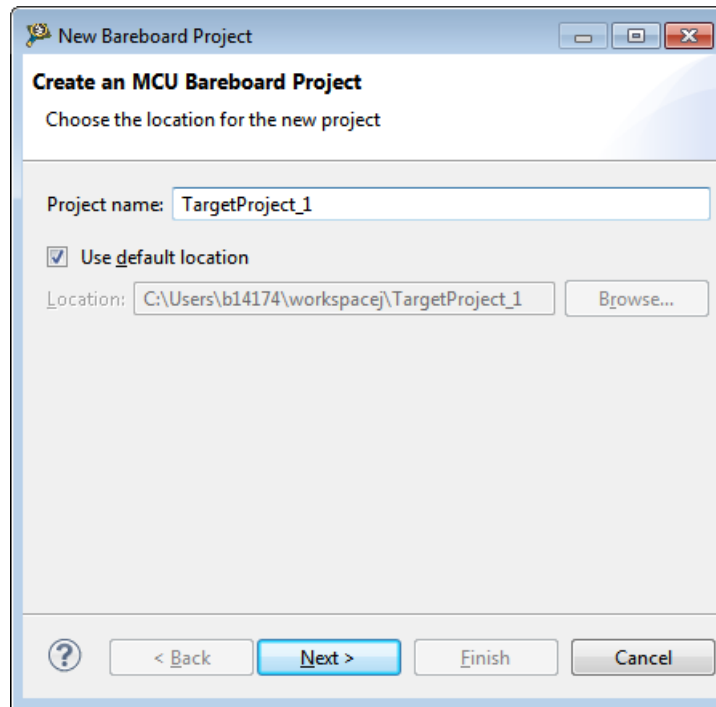 New Bareboard Project
Create an MCU Bareboard Project
Choose the location for the new project
Project name: TargetProject_1
Use default location
Location: C:\Users\b14174\workspacej\TargetProject_1 Browse...
? < Back Next > Finish Cancel